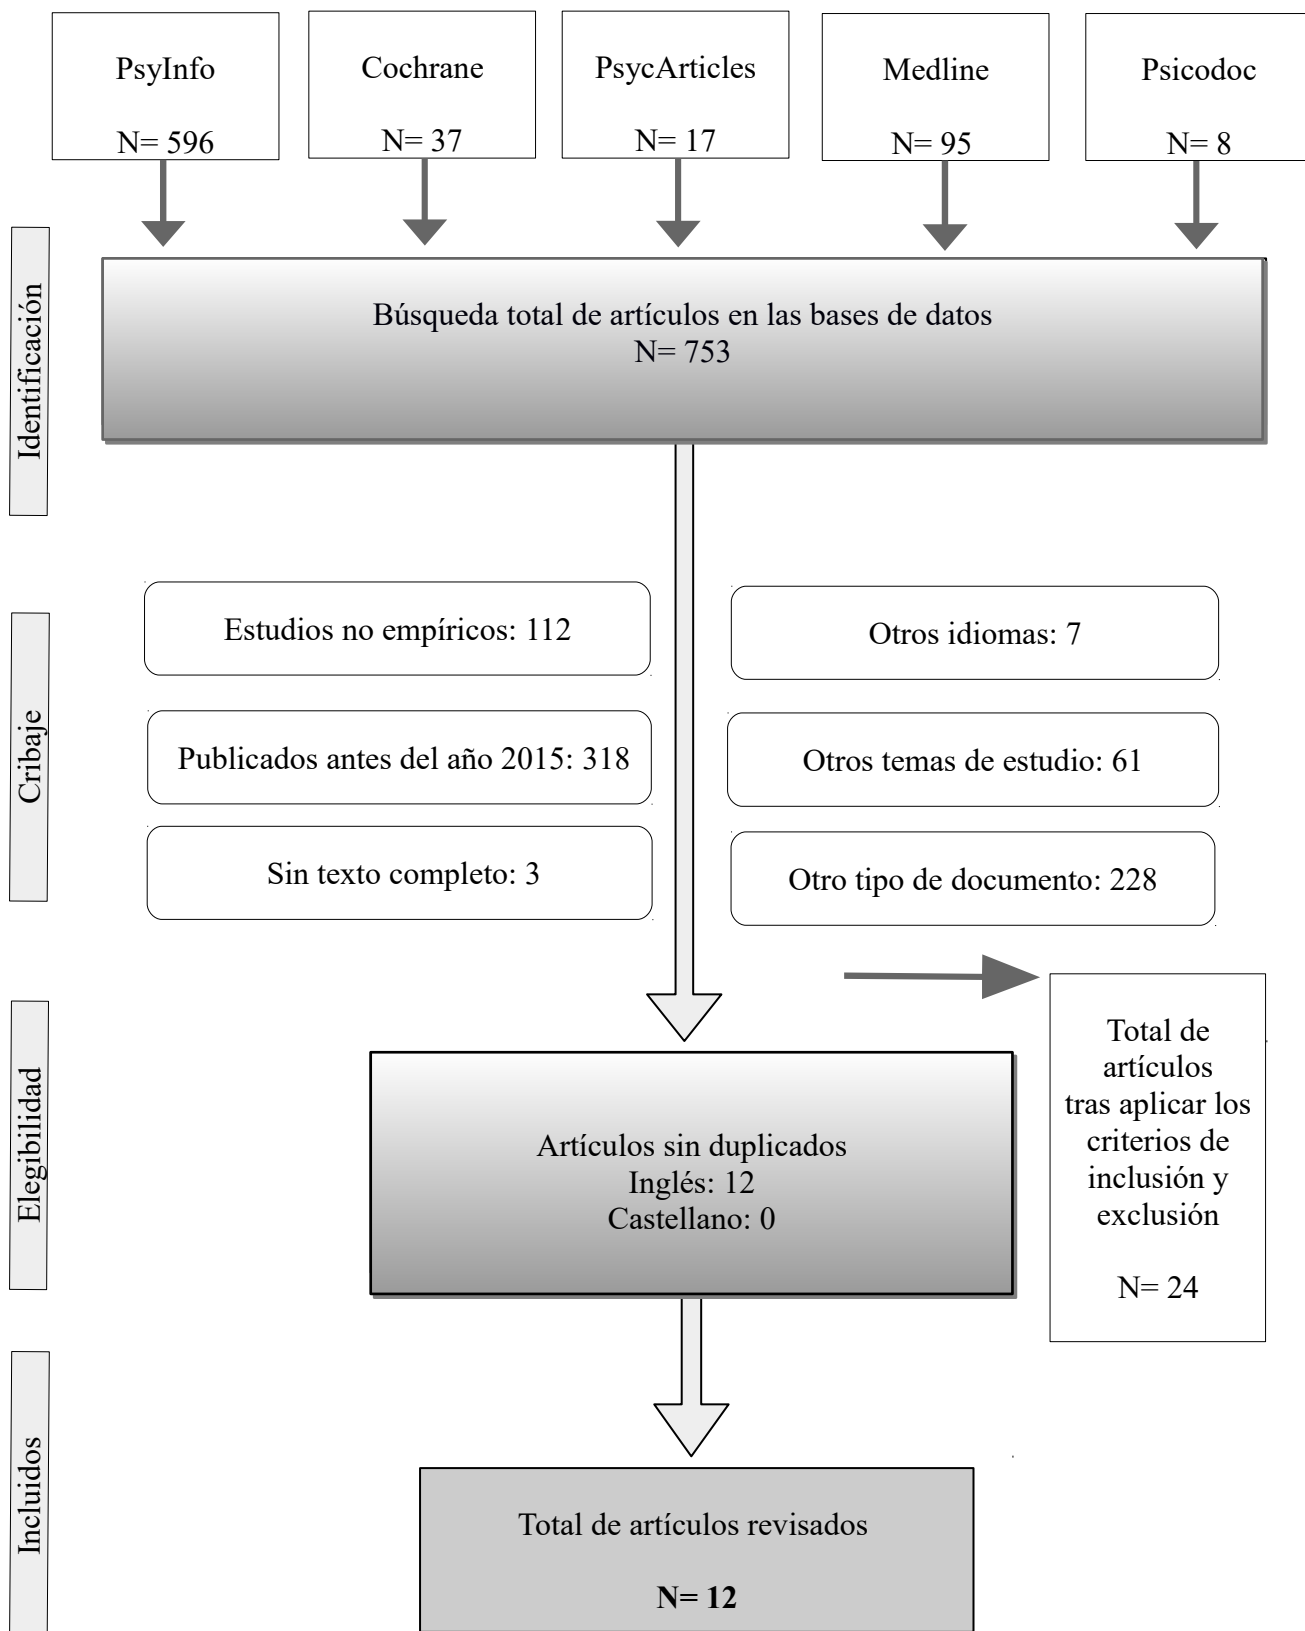 PsyInfo
N= 596
Cochrane
N= 37
PsycArticles
N= 17
Medline
N= 95
Psicodoc
N= 8
Identificación
Búsqueda total de artículos en las bases de datos
N= 753
Cribaje
Estudios no empíricos: 112
Otros idiomas: 7
Publicados antes del año 2015: 318
Otros temas de estudio: 61
Sin texto completo: 3
Otro tipo de documento: 228
Elegibilidad
Artículos sin duplicados
Inglés: 12
Castellano: 0
Total de
artículos
tras aplicar los
criterios de
inclusión y
exclusión
N= 24
Incluidos
Total de artículos revisados
N= 12